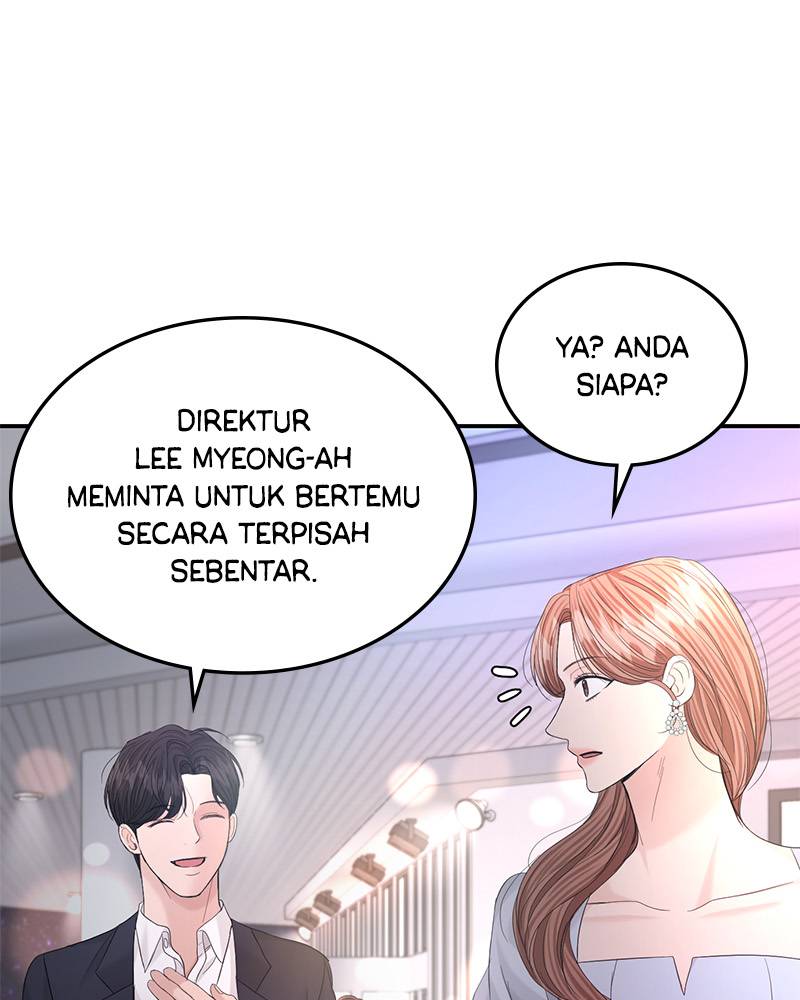 YA? ANDA
SIAPA?
DIREKTUR
LEE MYEONG-AH
MEMINTA UNTUK BERTEMU
SECARA TERPISAH
SEBENTAR.